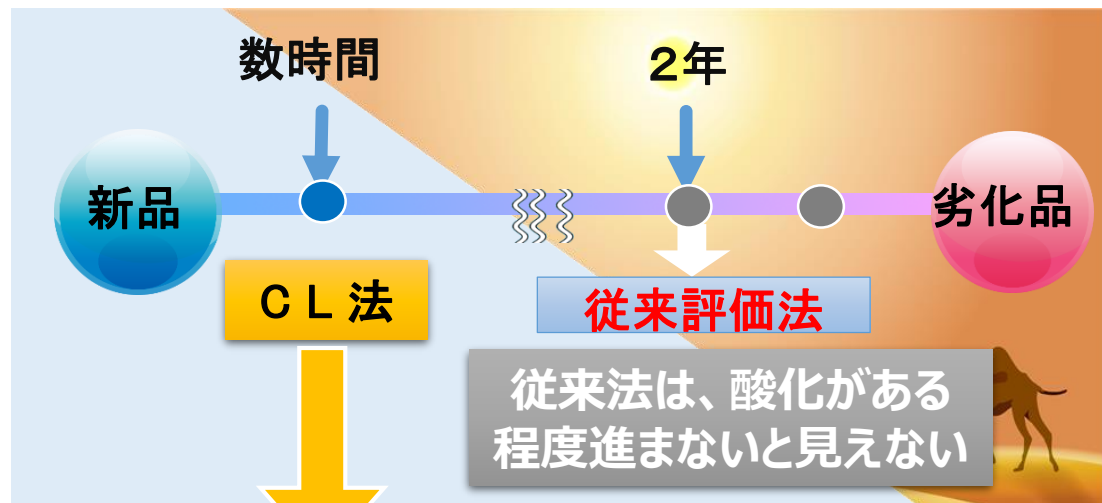 数時間
２年
新品
劣化品
ＣＬ法
従来評価法
従来法は、酸化がある
程度進まないと見えない